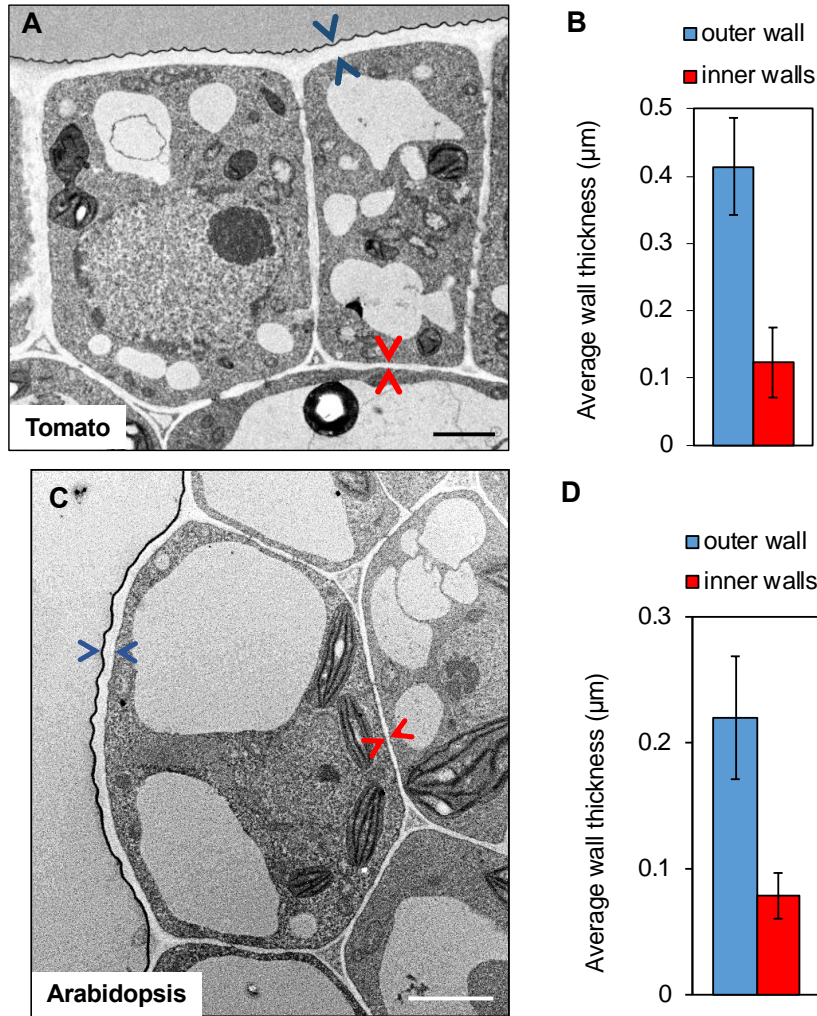 A
Tomato
B
outer wall
inner walls
Average wall thickness (µm)
0.5
0.4
0.3
0.2
0.1
0
C
Arabidopsis
D
outer wall
inner walls
Average wall thickness (µm)
0.3
0.2
0.1
0